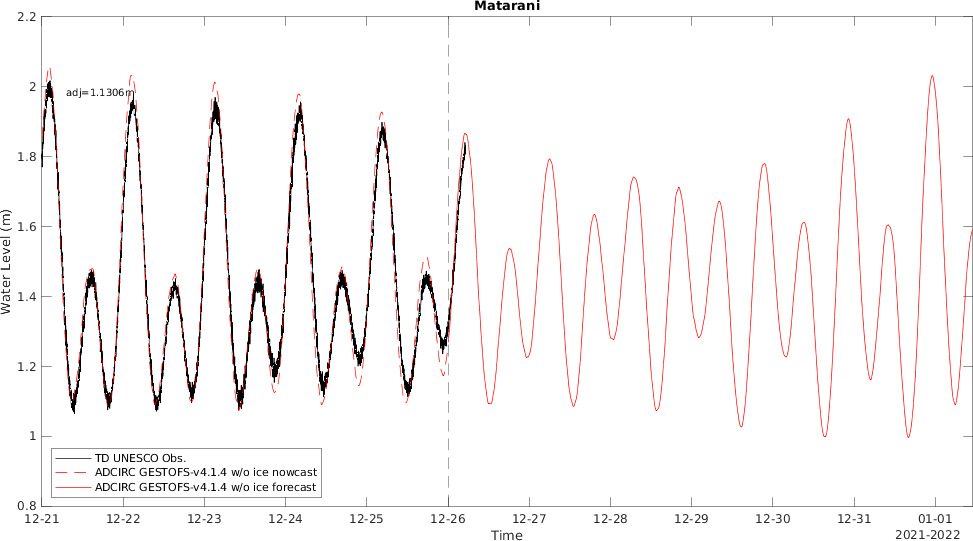 Matarani
2.2
2
1.8
1.6
1.4
1.2
1
0.8
Water Level (m)
adj=1.1306m
TD UNESCO Obs.
ADCIRC GESTOFS-v4.1.4 w/o ice nowcast
ADCIRC GESTOFS-v4.1.4 w/o ice forecast
12-21 12-22 12-23 12-24 12-25 12-26 12-27 12-28 12-29 12-30 12-31 01-01
Time
2021-2022